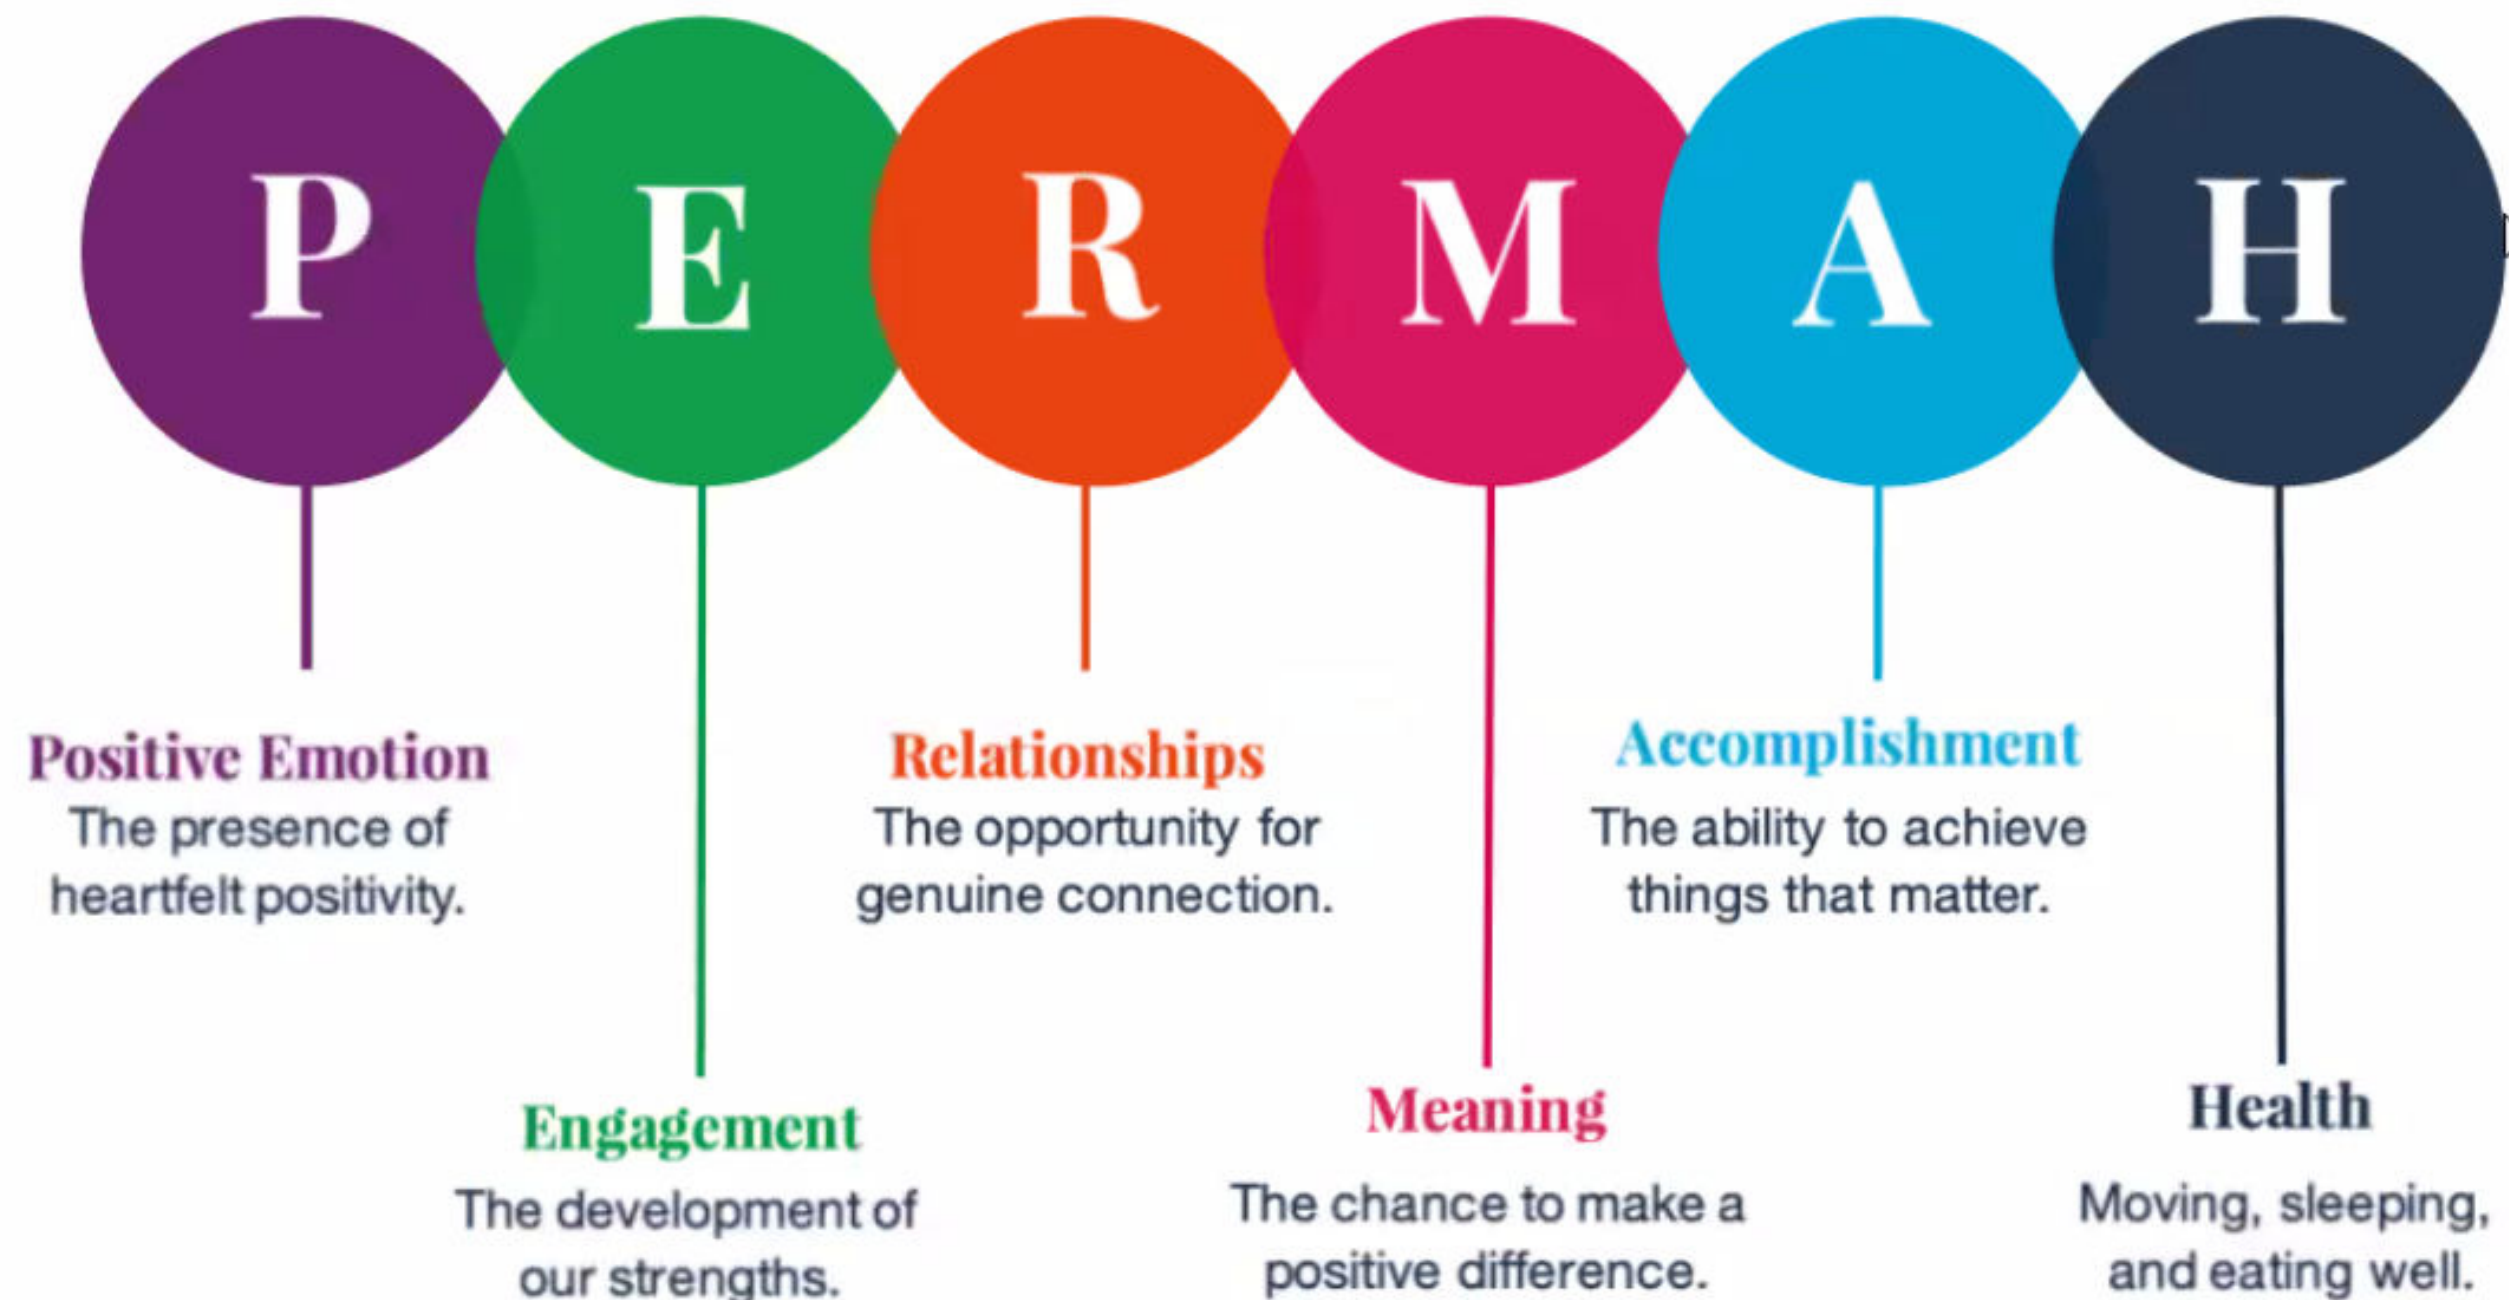 P E R M A H
Positive Emotion
The presence of
heartfelt positivity.
Engagement
The development of
our strengths.
Relationships
The opportunity for
genuine connection.
Meaning
The chance to make a
positive difference.
Accomplishment
The ability to achieve
things that matter.
Health
Moving, sleeping,
and eating well.